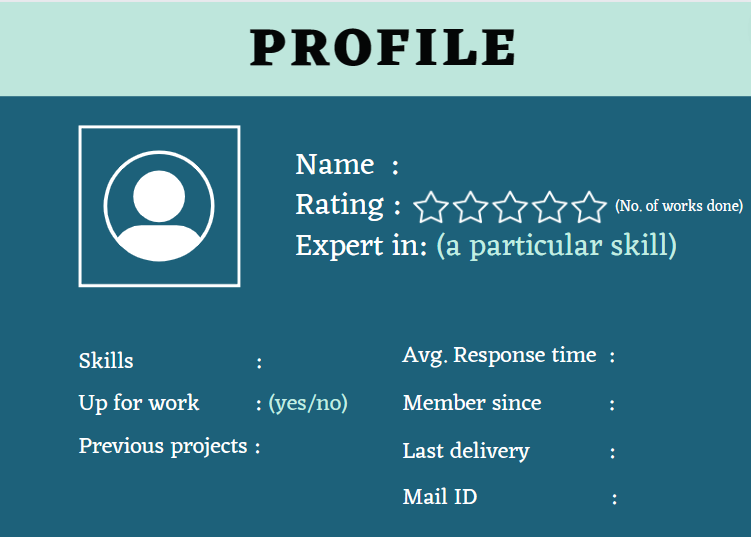 PROFILE
Name :
Rating : (No. of works done)
Expert in: (a particular skill)
Skills :
Up for work : (yes/no)
Previous projects :
Avg. Response time :
Member since :
Last delivery :
Mail ID :